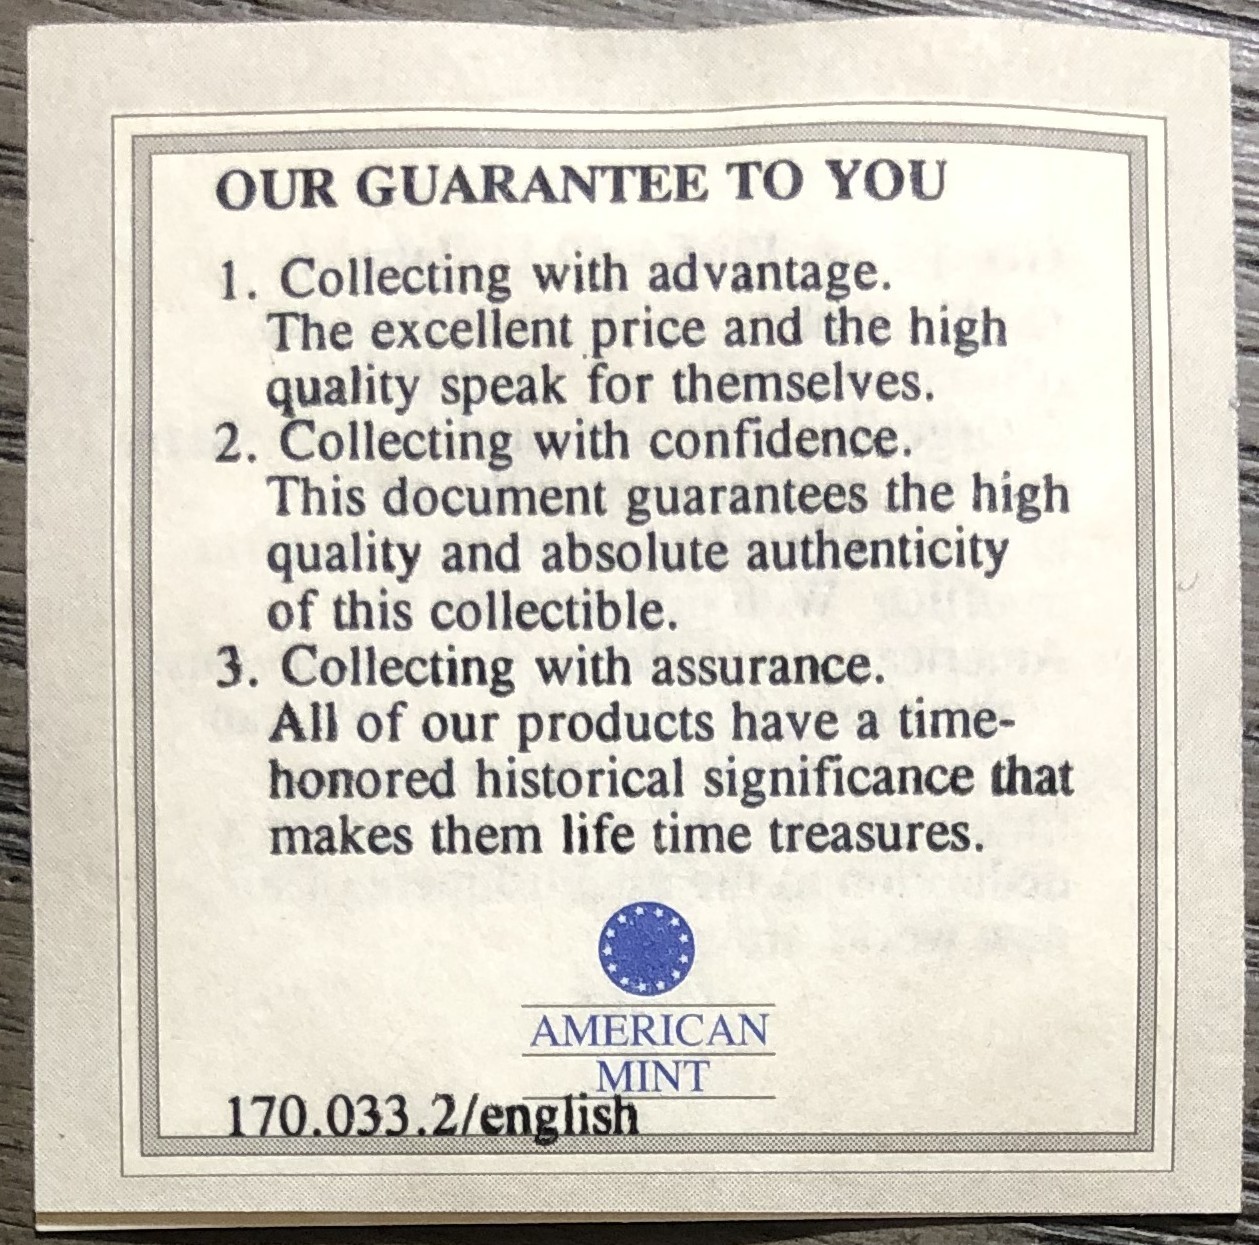 OUR GUARANTEE TO YOU
1. Collecting with advantage.
The excellent price and the high
quality speak for themselves.
2. Collecting with confidence.
This document guarantees the high
quality and absolute authenticity
of this collectible.
3. Collecting with assurance.
All of our products have a time-
honored historical significance that
makes them life time treasures.
AMERICAN
MINT
170.033.2/english